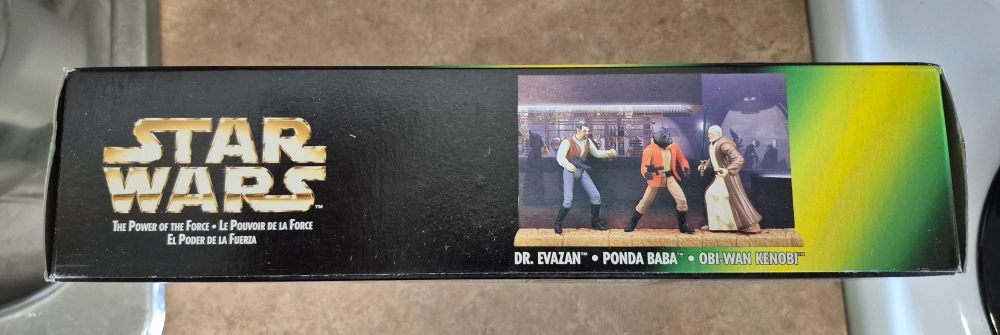 STAR
WARS™
THE POWER OF THE FORCE • LE POUVOIR DE LA FORCE
EL PODER DE LA FUERZA
DR. EVAZAN™ • PONDA BABA™ • OBI-WAN KENOBI™